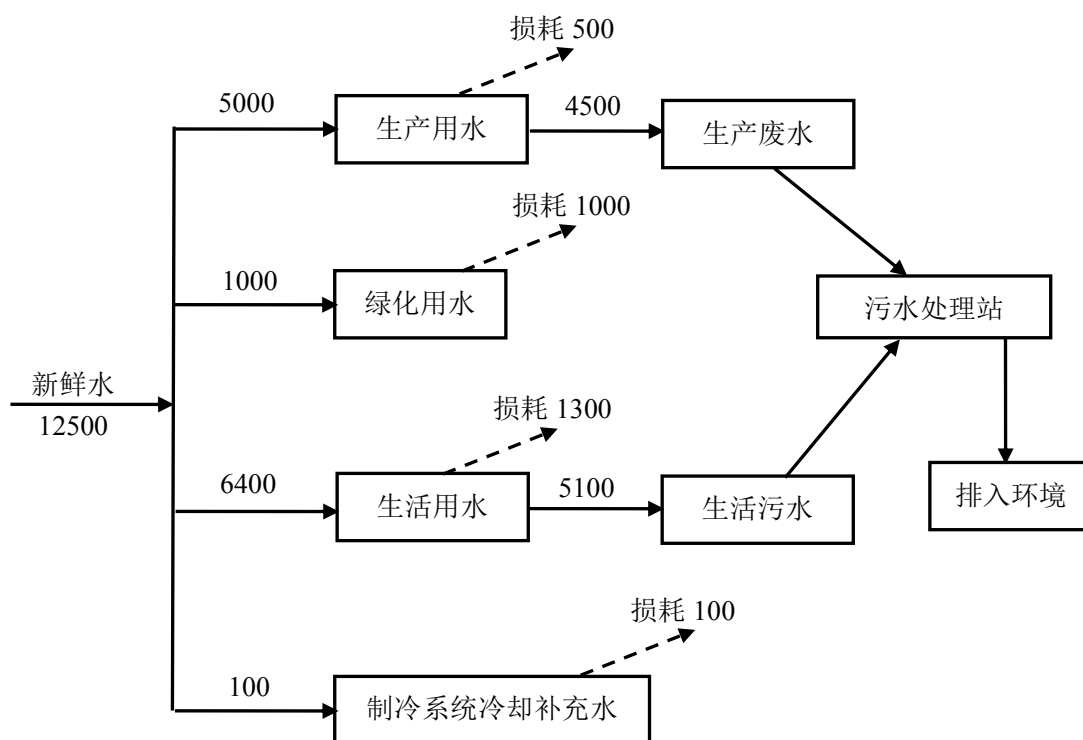 损耗 500
5000
生产用水
4500
生产废水
损耗 1000
1000
绿化用水
污水处理站
新鲜水
12500
损耗 1300
6400
生活用水
5100
生活污水
排入环境
损耗 100
100
制冷系统冷却补充水